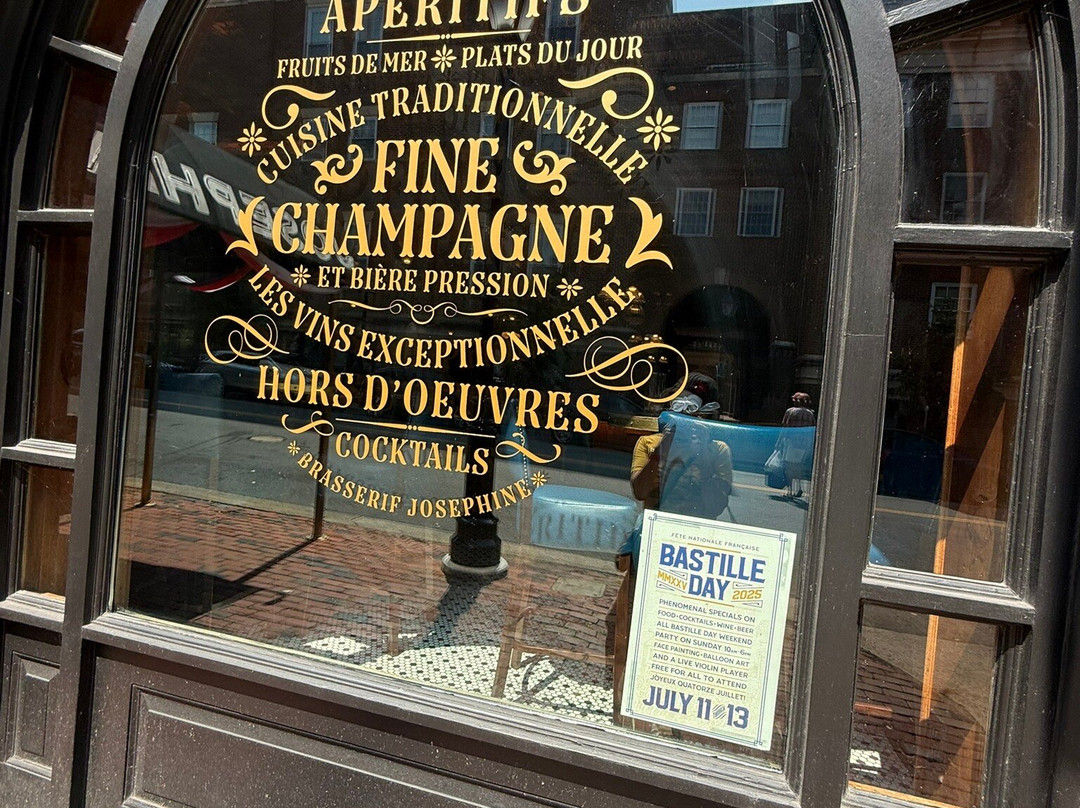 APÉRITIFS
FRUITS DE MER PLATS DU JOUR
CUISINE TRADITIONNELLE
FINE
CHAMPAGNE
ET BIÈRE PRESSION
LES VINS EXCEPTIONNELLE
HORS D'OEUVRES
COCKTAILS
BRASSERIF JOSEPHINE
FÊTE NATIONALE FRANÇAISE
BASTILLE
MMXXV DAY 2025
PHENOMENAL SPECIALS ON
FOOD•COCKTAILS•WINE•BEER
ALL BASTILLE DAY WEEKEND
PARTY ON SUNDAY 10AM-6PM
FACE PAINTING•BALLOON ART
AND A LIVE VIOLIN PLAYER
FREE FOR ALL TO ATTEND
JOYEUX QUATORZE JUILLET!
JULY 11 13